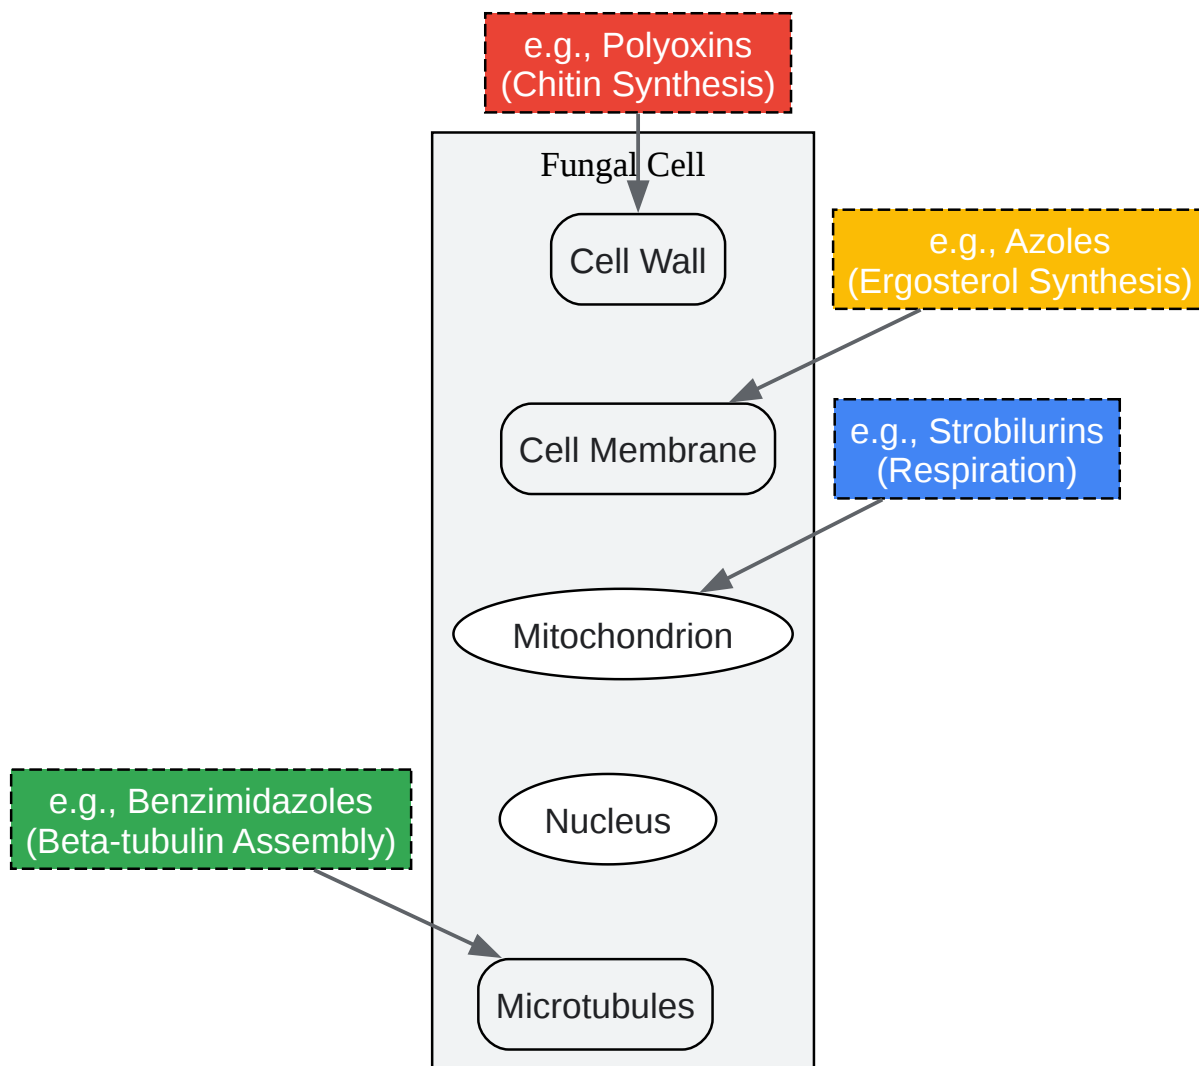 e.g., Polyoxins
(Chitin Synthesis)
Fungal Cell
Cell Wall
e.g., Azoles
(Ergosterol Synthesis)
Cell Membrane
e.g., Strobilurins
(Respiration)
Mitochondrion
e.g., Benzimidazoles
(Beta-tubulin Assembly)
Nucleus
Microtubules